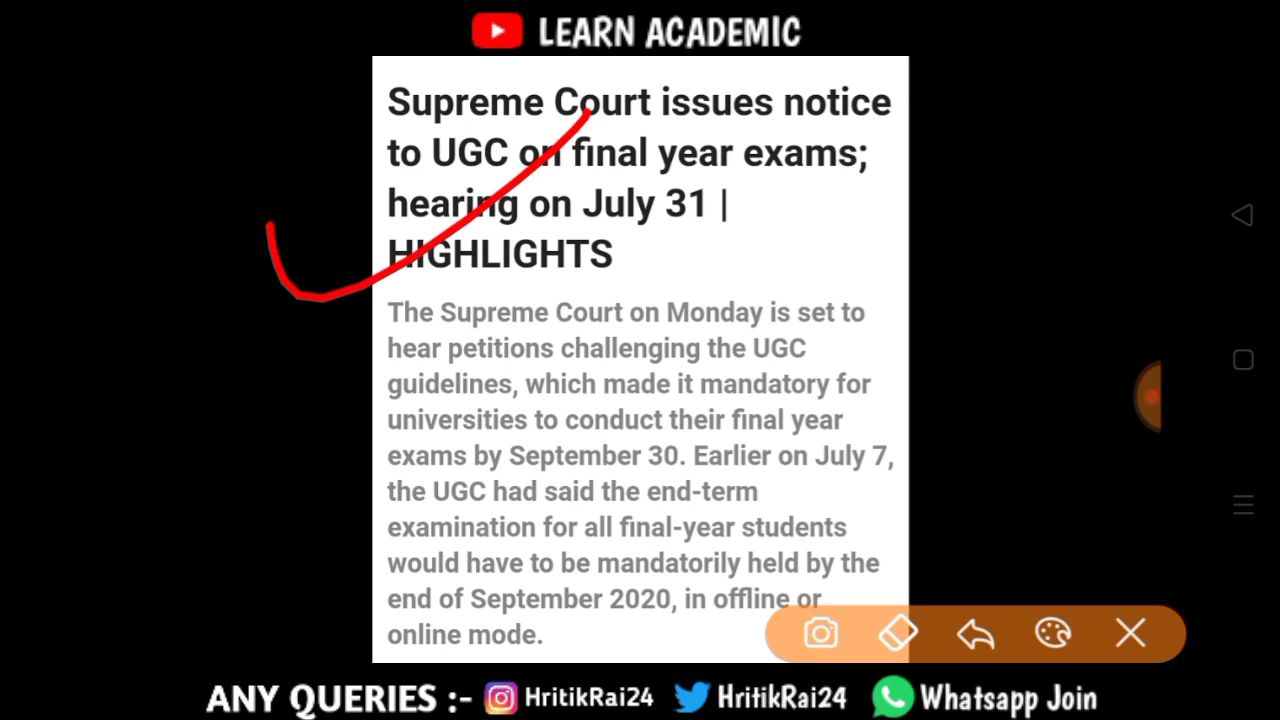 LEARN ACADEMIC
Supreme Court issues notice
to UGC on final year exams;
hearing on July 31 |
HIGHLIGHTS
The Supreme Court on Monday is set to
hear petitions challenging the UGC
guidelines, which made it mandatory for
universities to conduct their final year
exams by September 30. Earlier on July 7,
the UGC had said the end-term
examination for all final-year students
would have to be mandatorily held by the
end of September 2020, in offline or
online mode.
ANY QUERIES :- HritikRai24 HritikRai24 Whatsapp Join